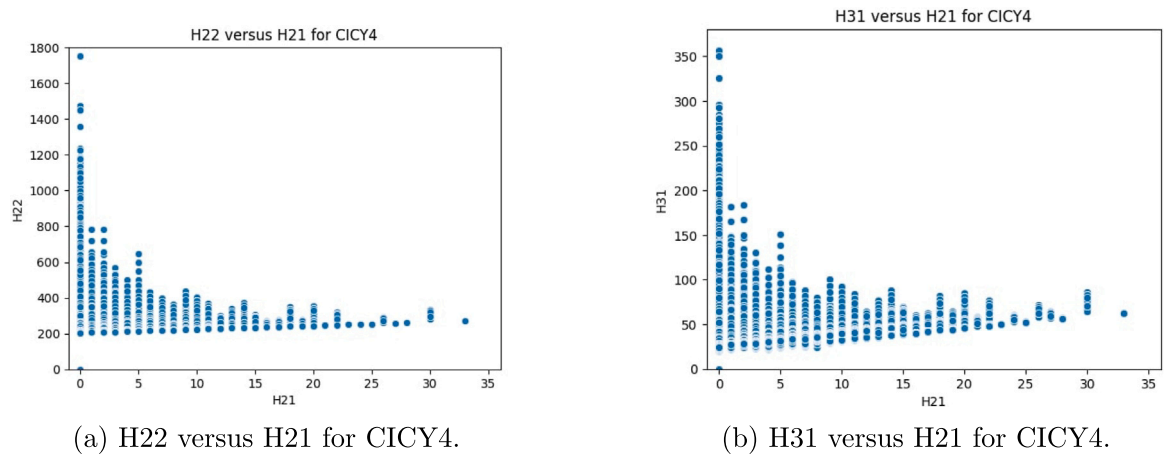 H22 versus H21 for CICY4
1800
1600
1400
1200
1000
800
600
400
200
0
H22
0 5 10 15 20 25 30 35
H21
(a) H22 versus H21 for CICY4.
H31 versus H21 for CICY4
350
300
250
200
150
100
50
0
H31
0 5 10 15 20 25 30 35
H21
(b) H31 versus H21 for CICY4.